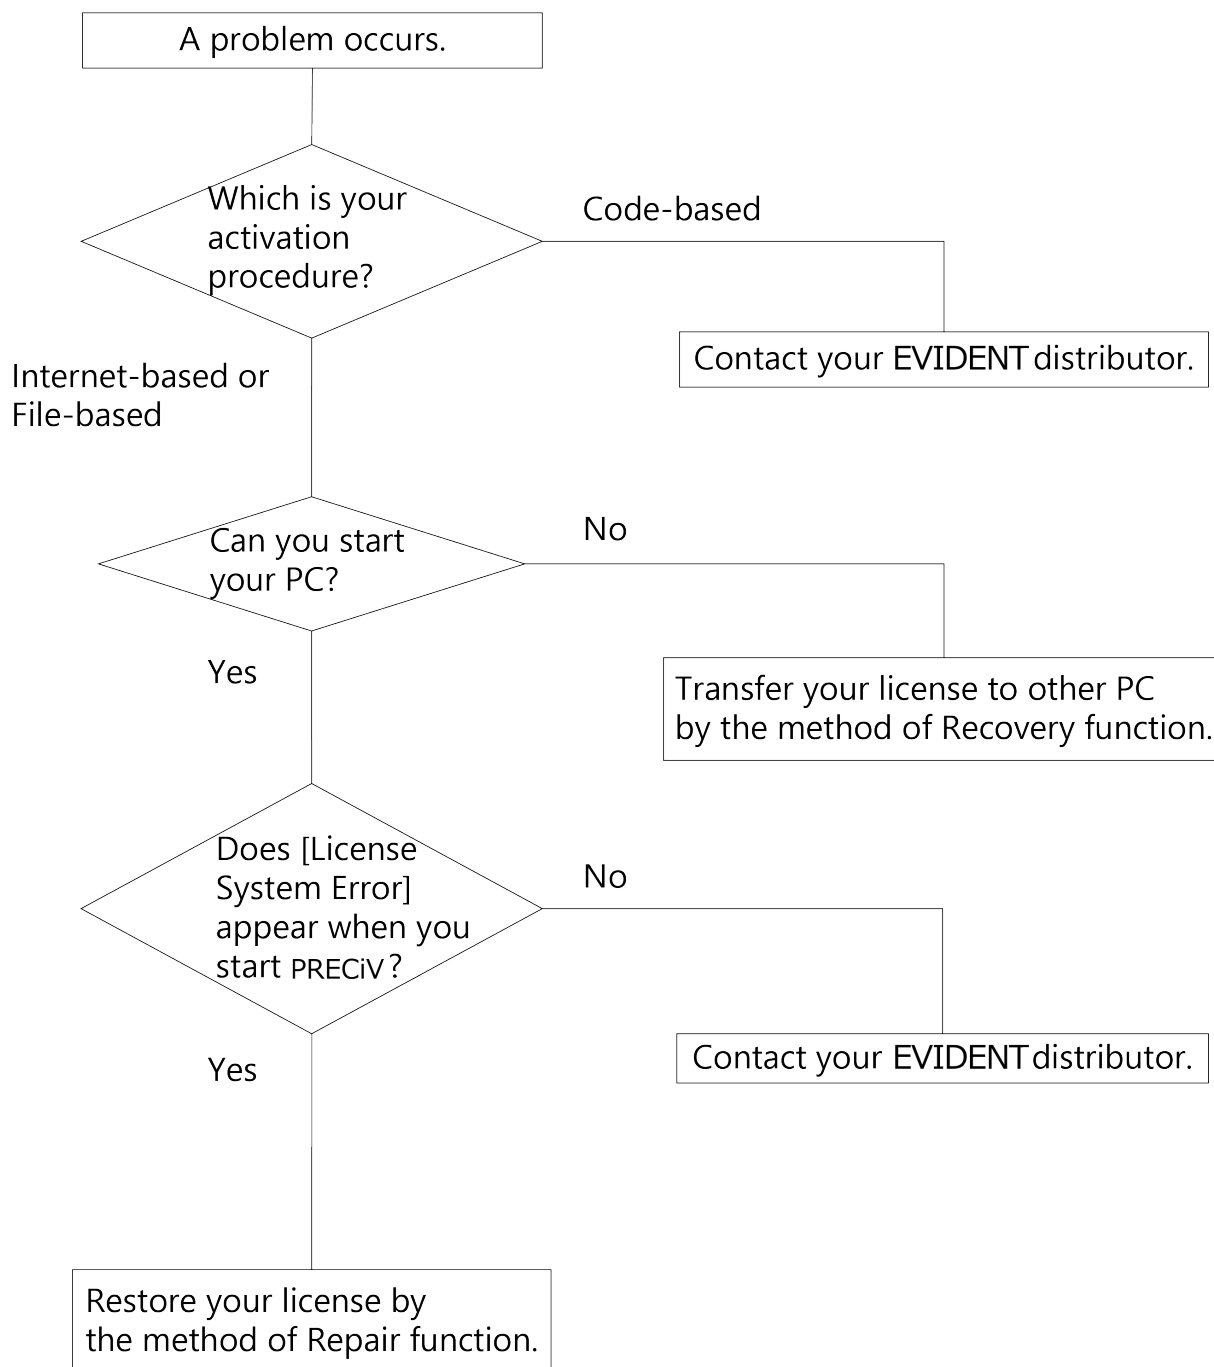 A problem occurs.
Which is your
activation
procedure?
Code-based
Contact your EVIDENT distributor.
Internet-based or
File-based
Can you start
your PC?
No
Yes
Transfer your license to other PC
by the method of Recovery function.
Does [License
System Error]
appear when you
start PRECiV?
No
Contact your EVIDENT distributor.
Yes
Restore your license by
the method of Repair function.